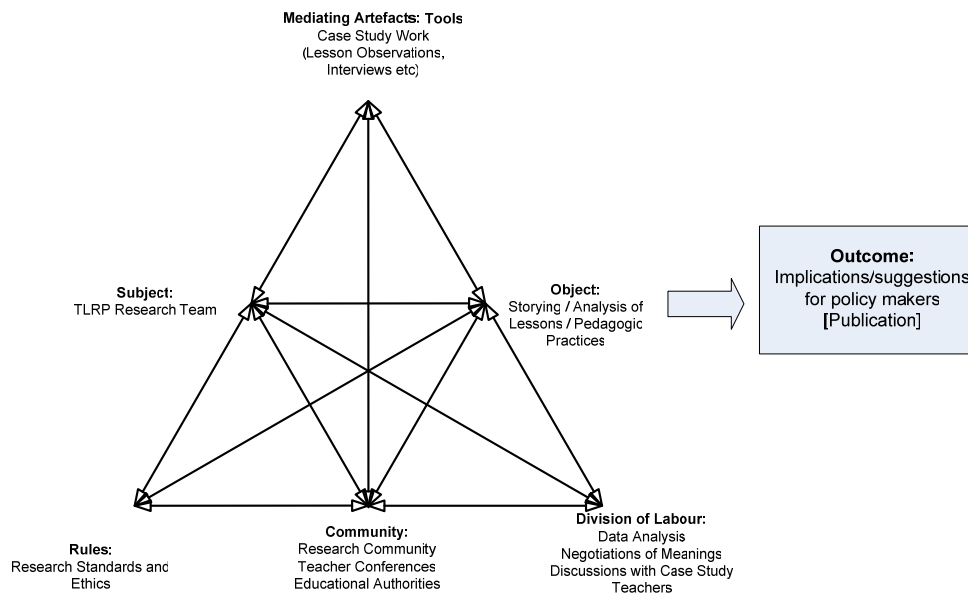 Mediating Artefacts: Tools
Case Study Work
(Lesson Observations,
Interviews etc)
Subject:
TLRP Research Team
Object:
Storying / Analysis of
Lessons / Pedagogic
Practices
Outcome:
Implications/suggestions
for policy makers
[Publication]
Rules:
Research Standards and
Ethics
Community:
Research Community
Teacher Conferences
Educational Authorities
Division of Labour:
Data Analysis
Negotiations of Meanings
Discussions with Case Study
Teachers